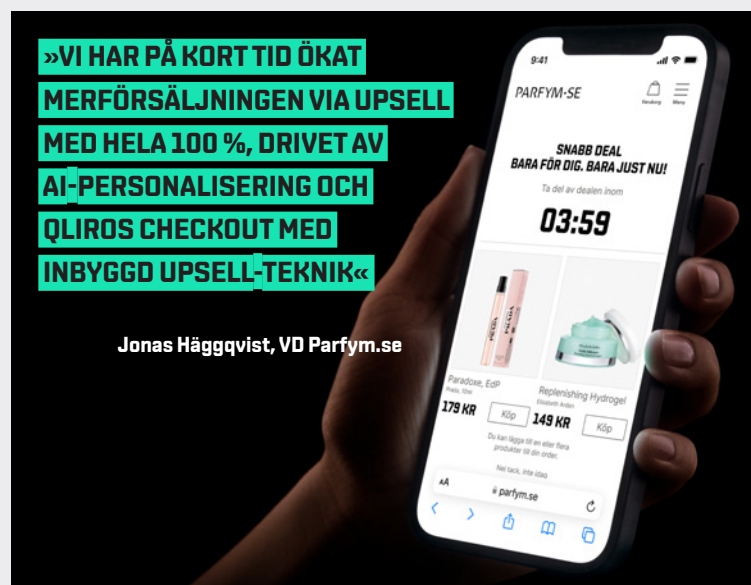 »VI HAR PÅ KORT TID ÖKAT
MERFÖRSÄLJNINGEN VIA UPSELL
MED HELA 100 %, DRIVET AV
AI-PERSONALISERING OCH
QLIROS CHECKOUT MED
INBYGGD UPSELL-TEKNIK«
Jonas Häggqvist, VD Parfym.se
9:41
PARFYM·SE
Varukorg
Meny
SNABB DEAL
BARA FÖR DIG. BARA JUST NU!
Ta del av dealen inom
03:59
PRADA
Paradoxe, EdP
Prada, 10ml
179 KR
Köp
Replenishing Hydrogel
Elizabeth Arden
149 KR
Köp
Du kan lägga till en eller flera
produkter till din order.
Nej tack, inte idag
AA
parfym.se